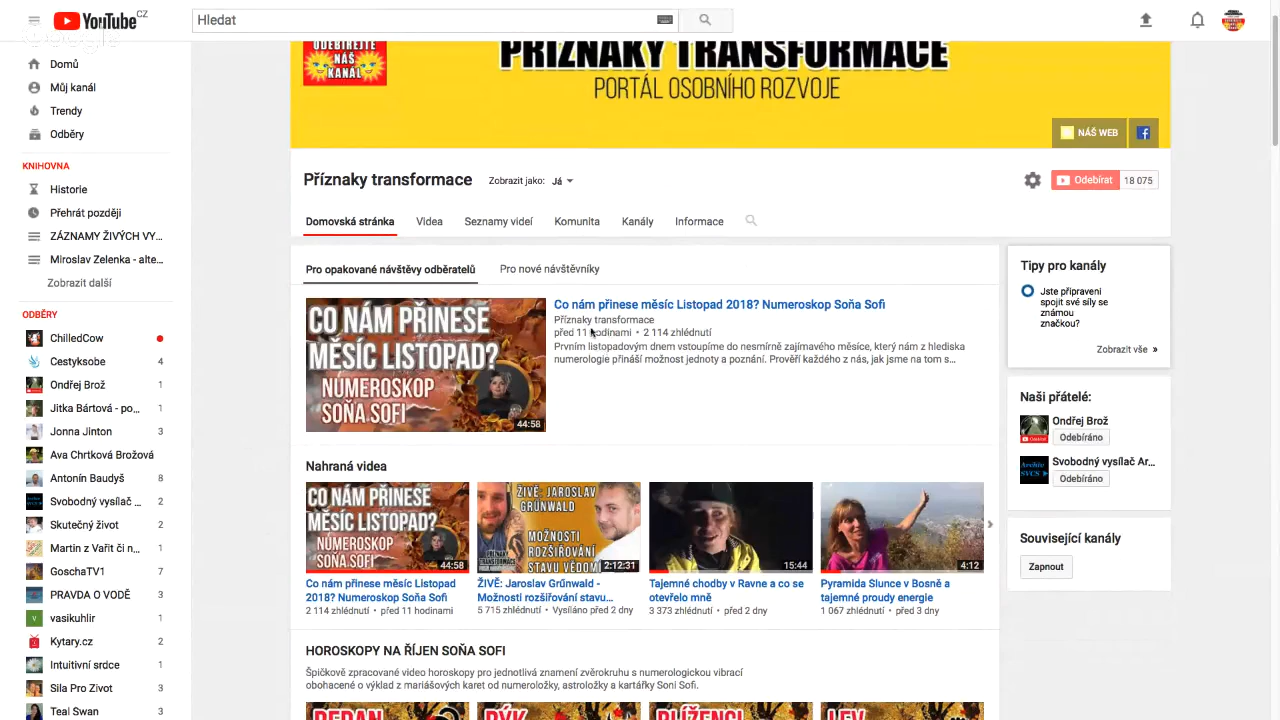 YouTube CZ
Hledat
Google
Domů
Můj kanál
Trendy
Odběry
KNIHOVNA
Historie
Přehrát později
ZÁZNAMY ŽIVÝCH VY...
Miroslav Zelenka - alte...
Zobrazit další
ODBĚRY
ChilledCow
Cestyksobe 4
Ondřej Brož 1
Jitka Bártová - po... 1
Jonna Jinton 3
Ava Chrtková Brožová
Antonín Baudyš 8
Svobodný vysílač ... 2
Skutečný život 2
Martin z Vařit či n... 1
GoschaTV1 7
PRAVDA O VODĚ 3
vasikuhlir 1
Kytary.cz 2
Intuitivní srdce 1
Sila Pro Zivot 3
Teal Swan 3
ODEBÍREJTE
NÁŠ
KANÁL
PŘÍZNAKY TRANSFORMACE
PORTÁL OSOBNÍHO ROZVOJE
NÁŠ WEB
Příznaky transformace
Zobrazit jako: Já
Odebírat 18 075
Domovská stránka
Videa
Seznamy videí
Komunita
Kanály
Informace
Pro opakované návštěvy odběratelů
Pro nové návštěvníky
CO NÁM PŘINESE
MĚSÍC LISTOPAD?
NUMEROSKOP
SOŇA SOFI
44:58
Co nám přinese měsíc Listopad 2018? Numeroskop Soňa Sofi
Příznaky transformace
před 11 hodinami • 2 114 zhlédnutí
Prvním listopadovým dnem vstoupíme do nesmírně zajímavého měsíce, který nám z hlediska
numerologie přináší možnost jednoty a poznání. Prověří každého z nás, jak jsme na tom s...
Nahraná videa
CO NÁM PŘINESE
MĚSÍC LISTOPAD?
NUMEROSKOP
SOŇA SOFI
44:58
Co nám přinese měsíc Listopad
2018? Numeroskop Soňa Sofi
2 114 zhlédnutí • před 11 hodinami
ŽIVĚ: JAROSLAV
GRÜNWALD
MOŽNOSTI
ROZŠIŘOVÁNÍ
STAVU VĚDOMÍ
PŘÍZNAKY
TRANSFORMACE
2:12:31
ŽIVĚ: Jaroslav Grűnwald -
Možnosti rozšiřování stavu...
5 715 zhlédnutí • Vysíláno před 2 dny
15:44
Tajemné chodby v Ravne a co se
otevřelo mně
3 373 zhlédnutí • před 2 dny
4:12
Pyramida Slunce v Bosně a
tajemné proudy energie
1 067 zhlédnutí • před 3 dny
HOROSKOPY NA ŘÍJEN SOŇA SOFI
Špičkově zpracované video horoskopy pro jednotlivá znamení zvěrokruhu s numerologickou vibrací
obohacené o výklad z mariášových karet od numeroložky, astroložky a kartářky Soni Sofi.
BERAN
BÝK
BLÍŽENCI
LEV
Tipy pro kanály
Jste připraveni
spojit své síly se
známou
značkou?
Zobrazit vše »
Naši přátelé:
Ondřej Brož
Odebíráno
Svobodný vysílač Ar...
Odebíráno
Související kanály
Zapnout